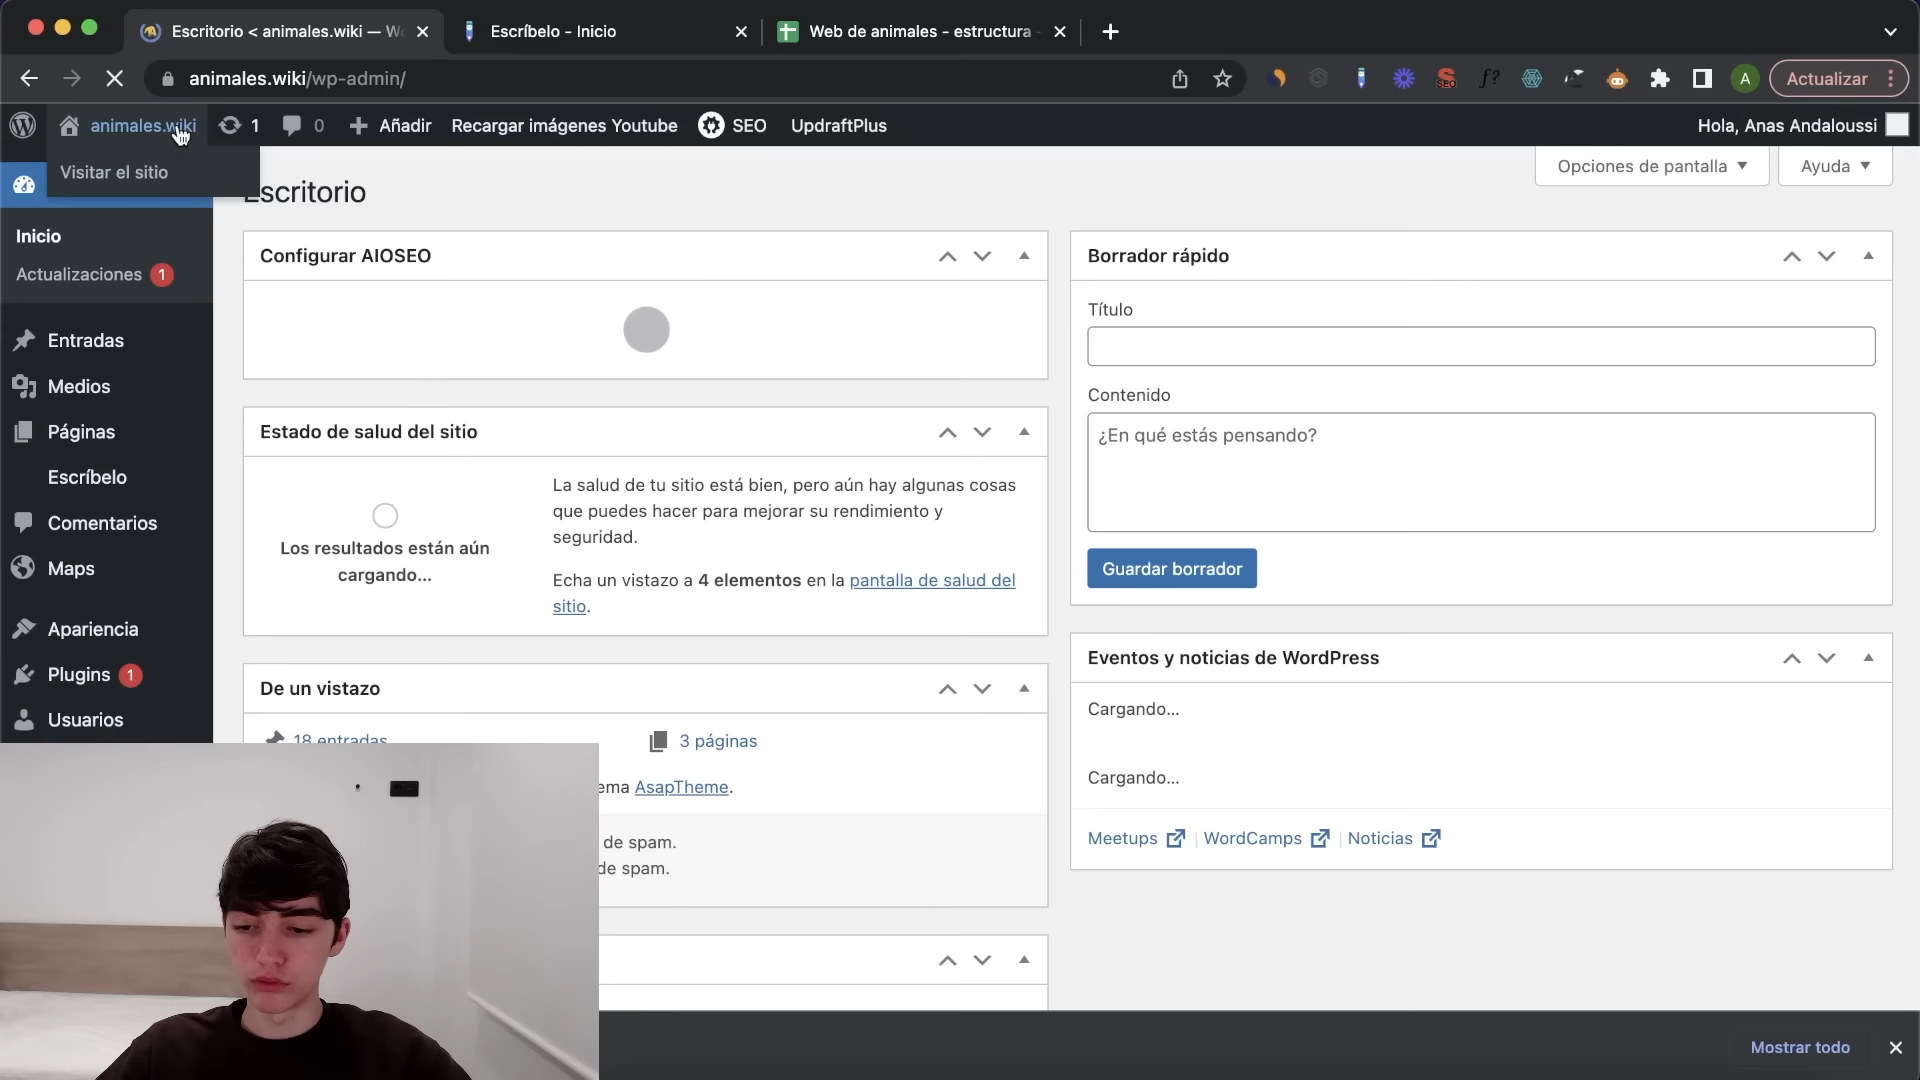 Escritorio < animales.wiki — W
Escríbelo - Inicio
Web de animales - estructura -
animales.wiki/wp-admin/
SEO
f?
A
Actualizar
animales.wiki
1
0
Añadir
Recargar imágenes Youtube
SEO
UpdraftPlus
Hola, Anas Andaloussi
Visitar el sitio
Opciones de pantalla
Ayuda
Escritorio
Inicio
Actualizaciones 1
Entradas
Medios
Páginas
Escríbelo
Comentarios
Maps
Apariencia
Plugins 1
Usuarios
Configurar AIOSEO
Estado de salud del sitio
Los resultados están aún
cargando...
La salud de tu sitio está bien, pero aún hay algunas cosas
que puedes hacer para mejorar su rendimiento y
seguridad.
Echa un vistazo a 4 elementos en la pantalla de salud del
sitio.
De un vistazo
18 entradas
3 páginas
ema AsapTheme.
de spam.
de spam.
Borrador rápido
Título
Contenido
¿En qué estás pensando?
Guardar borrador
Eventos y noticias de WordPress
Cargando...
Cargando...
Meetups | WordCamps | Noticias
Mostrar todo